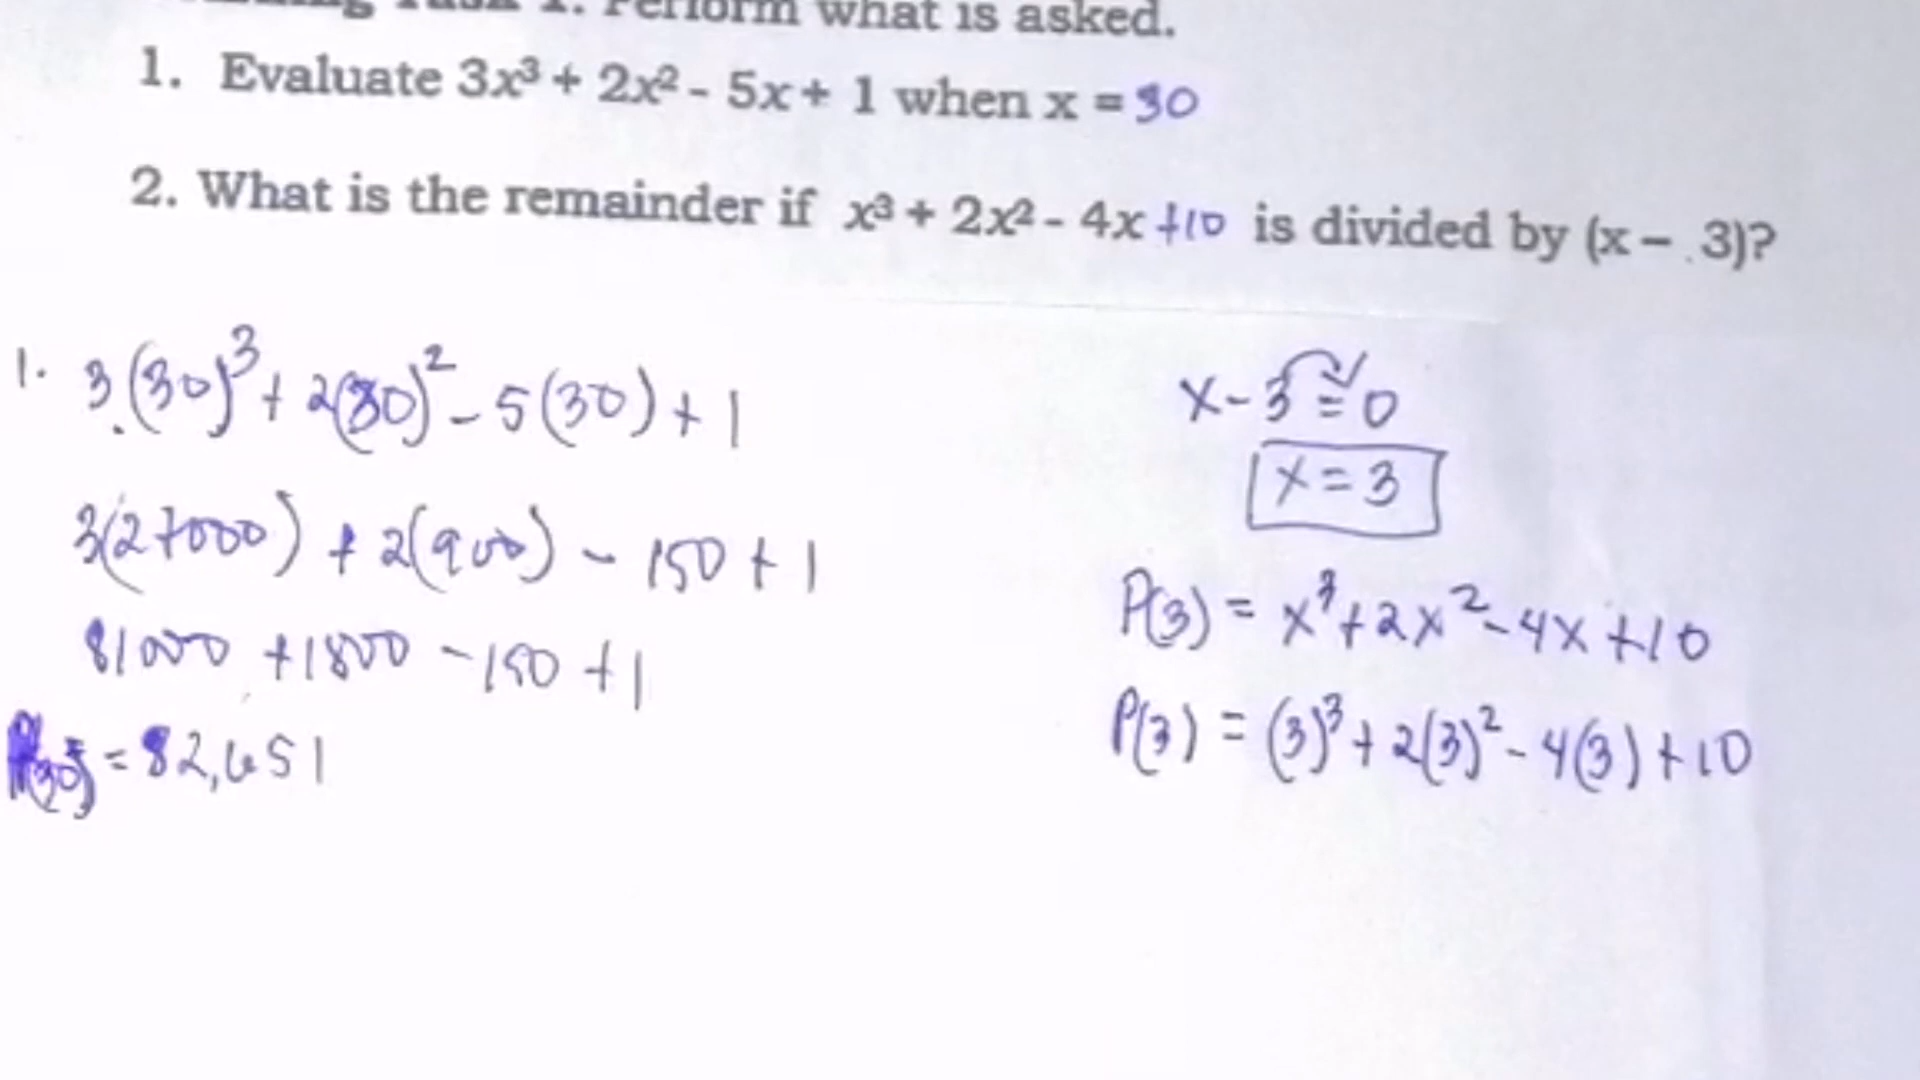 Task 1. Perform what is asked.
1. Evaluate 3x³ + 2x² - 5x + 1 when x = 30
2. What is the remainder if x³ + 2x² - 4x +10 is divided by (x - 3)?
1. 3(30)³ + 2(30)² - 5(30) + 1
3(27000) + 2(900) - 150 + 1
81000 + 1800 - 150 + 1
P(30) = 82,651
x - 3 = 0
x = 3
P(3) = x³ + 2x² - 4x + 10
P(3) = (3)³ + 2(3)² - 4(3) + 10